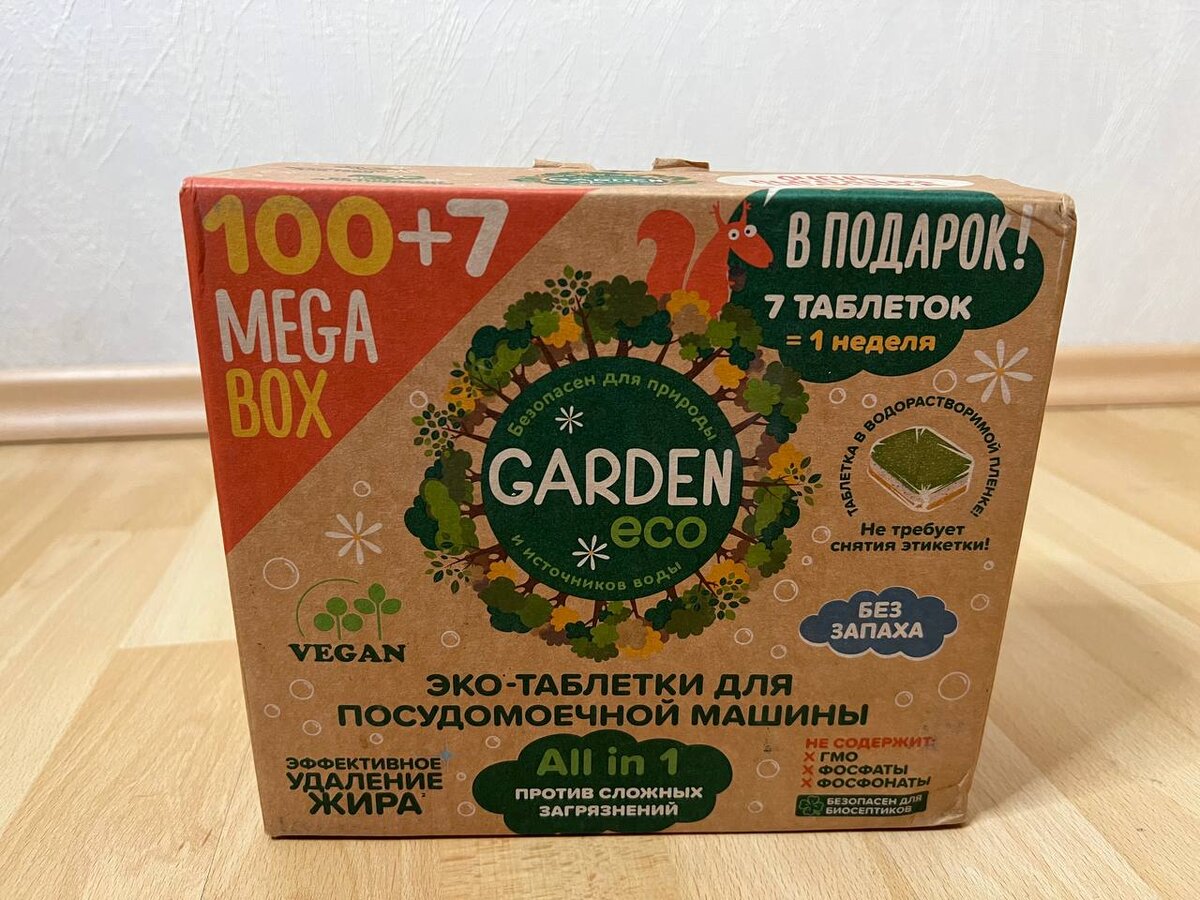 GARDEN
100+7
MEGA
BOX
В ПОДАРОК!
7 ТАБЛЕТОК
= 1 неделя
Безопасен для природы
GARDEN
eco
и источников воды
ТАБЛЕТКА В ВОДОРАСТВОРИМОЙ ПЛЕНКЕ!
Не требует
снятия этикетки!
VEGAN
БЕЗ
ЗАПАХА
ЭКО-ТАБЛЕТКИ ДЛЯ
ПОСУДОМОЕЧНОЙ МАШИНЫ
ЭФФЕКТИВНОЕ
УДАЛЕНИЕ
ЖИРА
All in 1
ПРОТИВ СЛОЖНЫХ
ЗАГРЯЗНЕНИЙ
НЕ СОДЕРЖИТ:
X ГМО
X ФОСФАТЫ
X ФОСФОНАТЫ
БЕЗОПАСЕН ДЛЯ
БИОСЕПТИКОВ